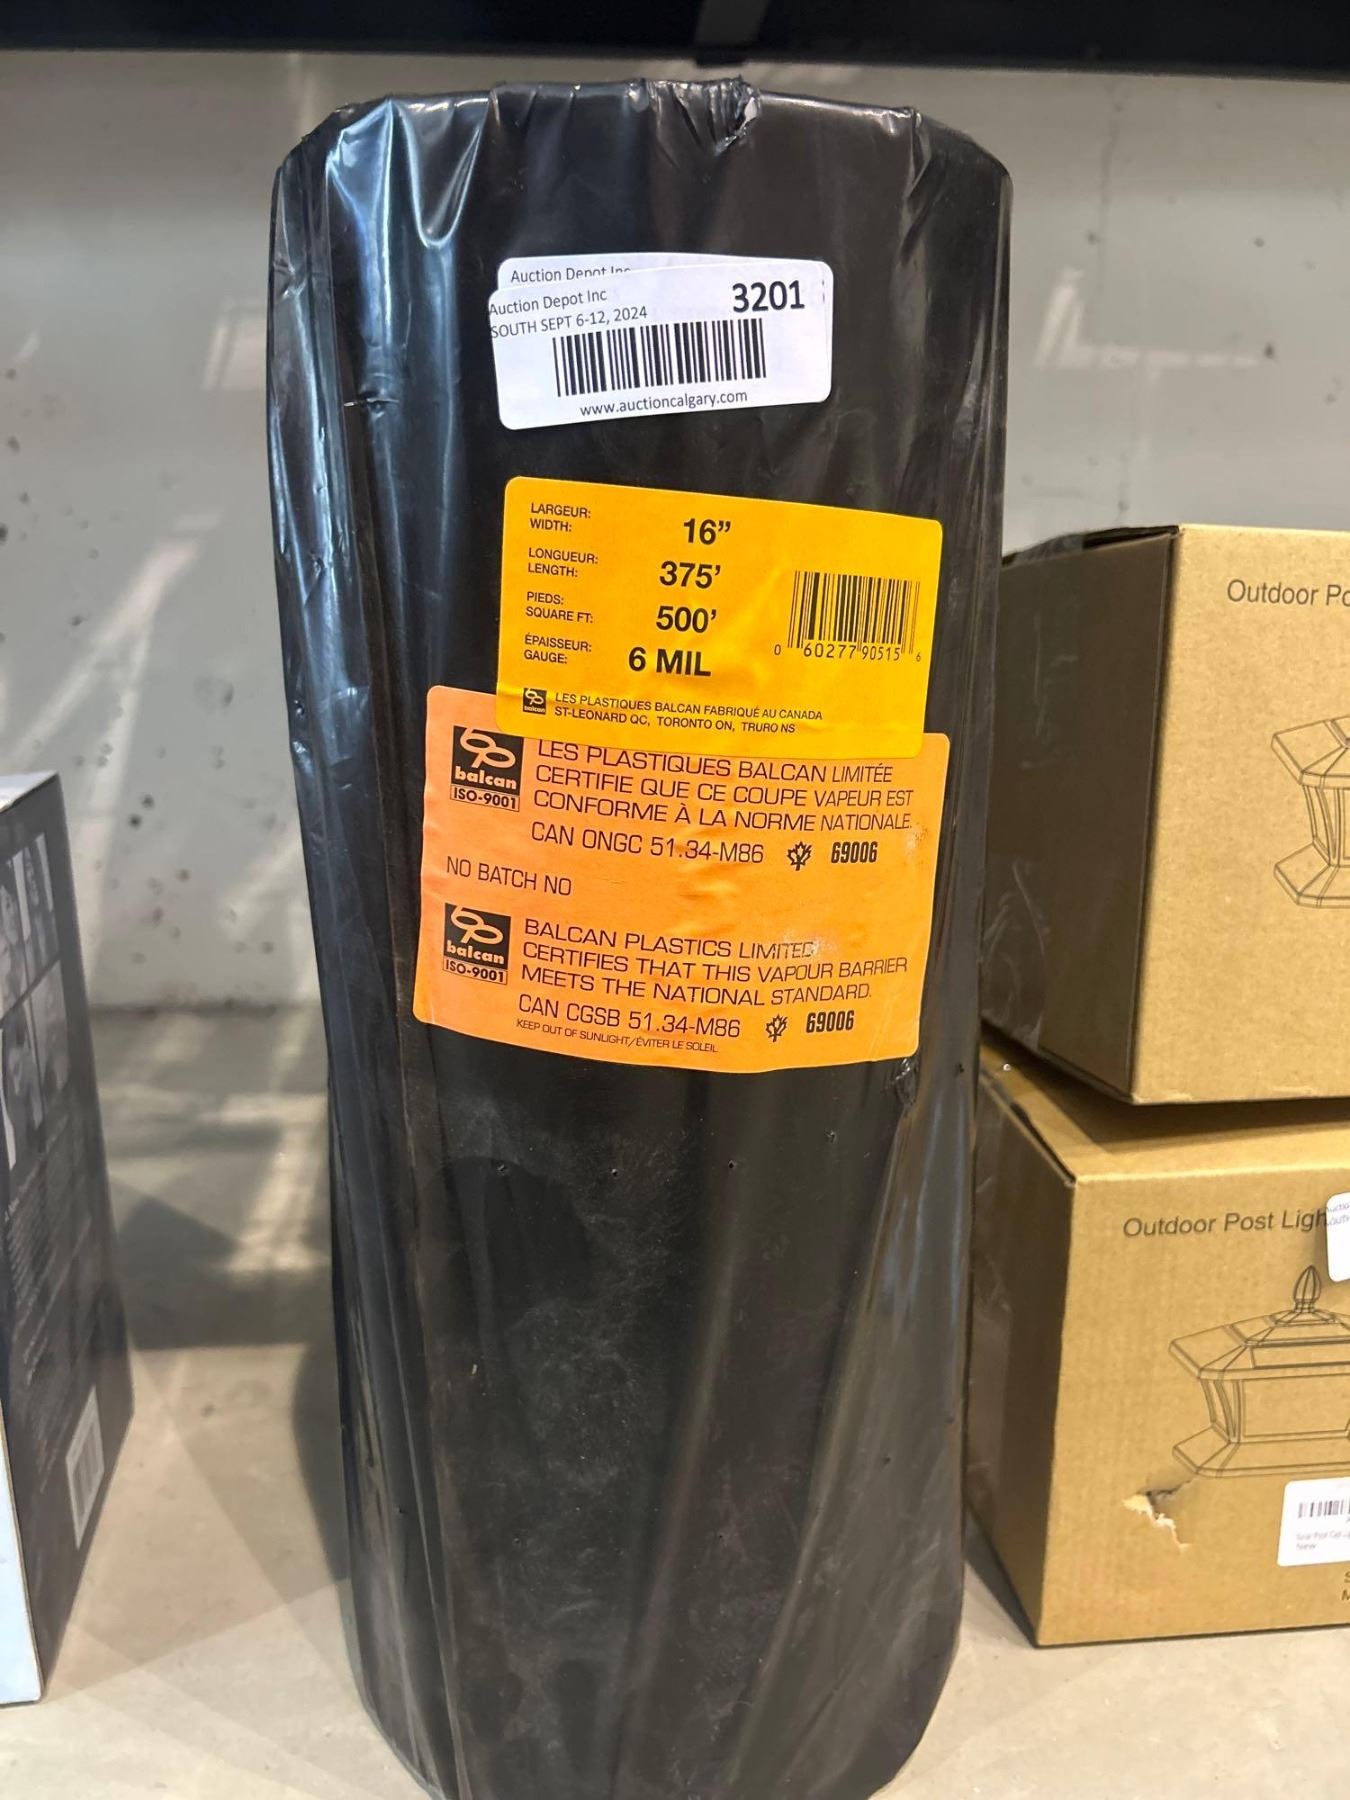 Auction Depot Inc
Auction Depot Inc
SOUTH SEPT 6-12, 2024
3201
www.auctioncalgary.com
LARGEUR:
WIDTH:
16”
LONGUEUR:
LENGTH:
375’
PIEDS:
SQUARE FT:
500’
ÉPAISSEUR:
GAUGE:
6 MIL
0 60277 90515 6
balcan
LES PLASTIQUES BALCAN FABRIQUÉ AU CANADA
ST-LEONARD QC, TORONTO ON, TRURO NS
balcan
ISO-9001
LES PLASTIQUES BALCAN LIMITÉE
CERTIFIE QUE CE COUPE VAPEUR EST
CONFORME À LA NORME NATIONALE.
CAN ONGC 51.34-M86 69006
NO BATCH NO
balcan
ISO-9001
BALCAN PLASTICS LIMITED
CERTIFIES THAT THIS VAPOUR BARRIER
MEETS THE NATIONAL STANDARD.
CAN CGSB 51.34-M86 69006
KEEP OUT OF SUNLIGHT/ÉVITER LE SOLEIL
Outdoor Po
Outdoor Post Ligh